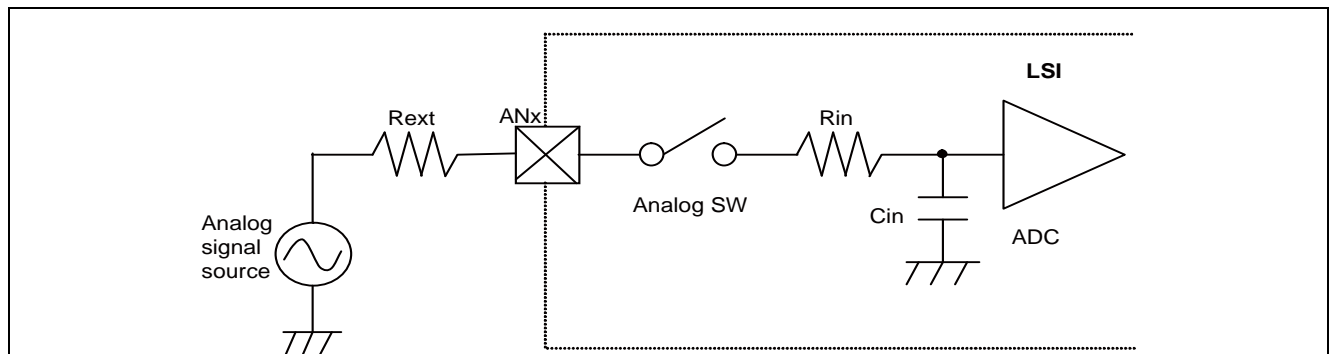 LSI
Rext
ANx
Rin
Analog SW
Cin
ADC
Analog
signal
source